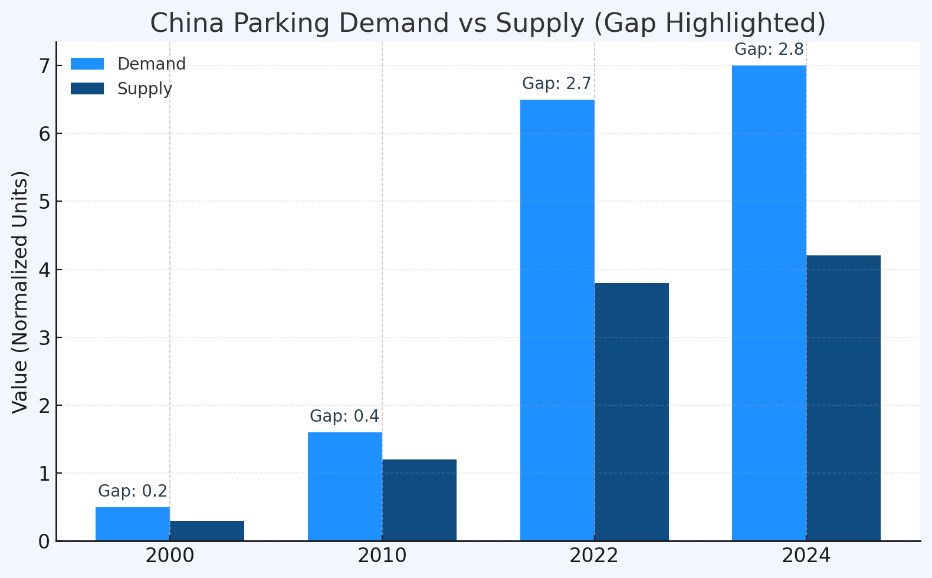 China Parking Demand vs Supply (Gap Highlighted)
Demand
Supply
Value (Normalized Units)
7
6
5
4
3
2
1
0
Gap: 0.2
Gap: 0.4
Gap: 2.7
Gap: 2.8
2000
2010
2022
2024